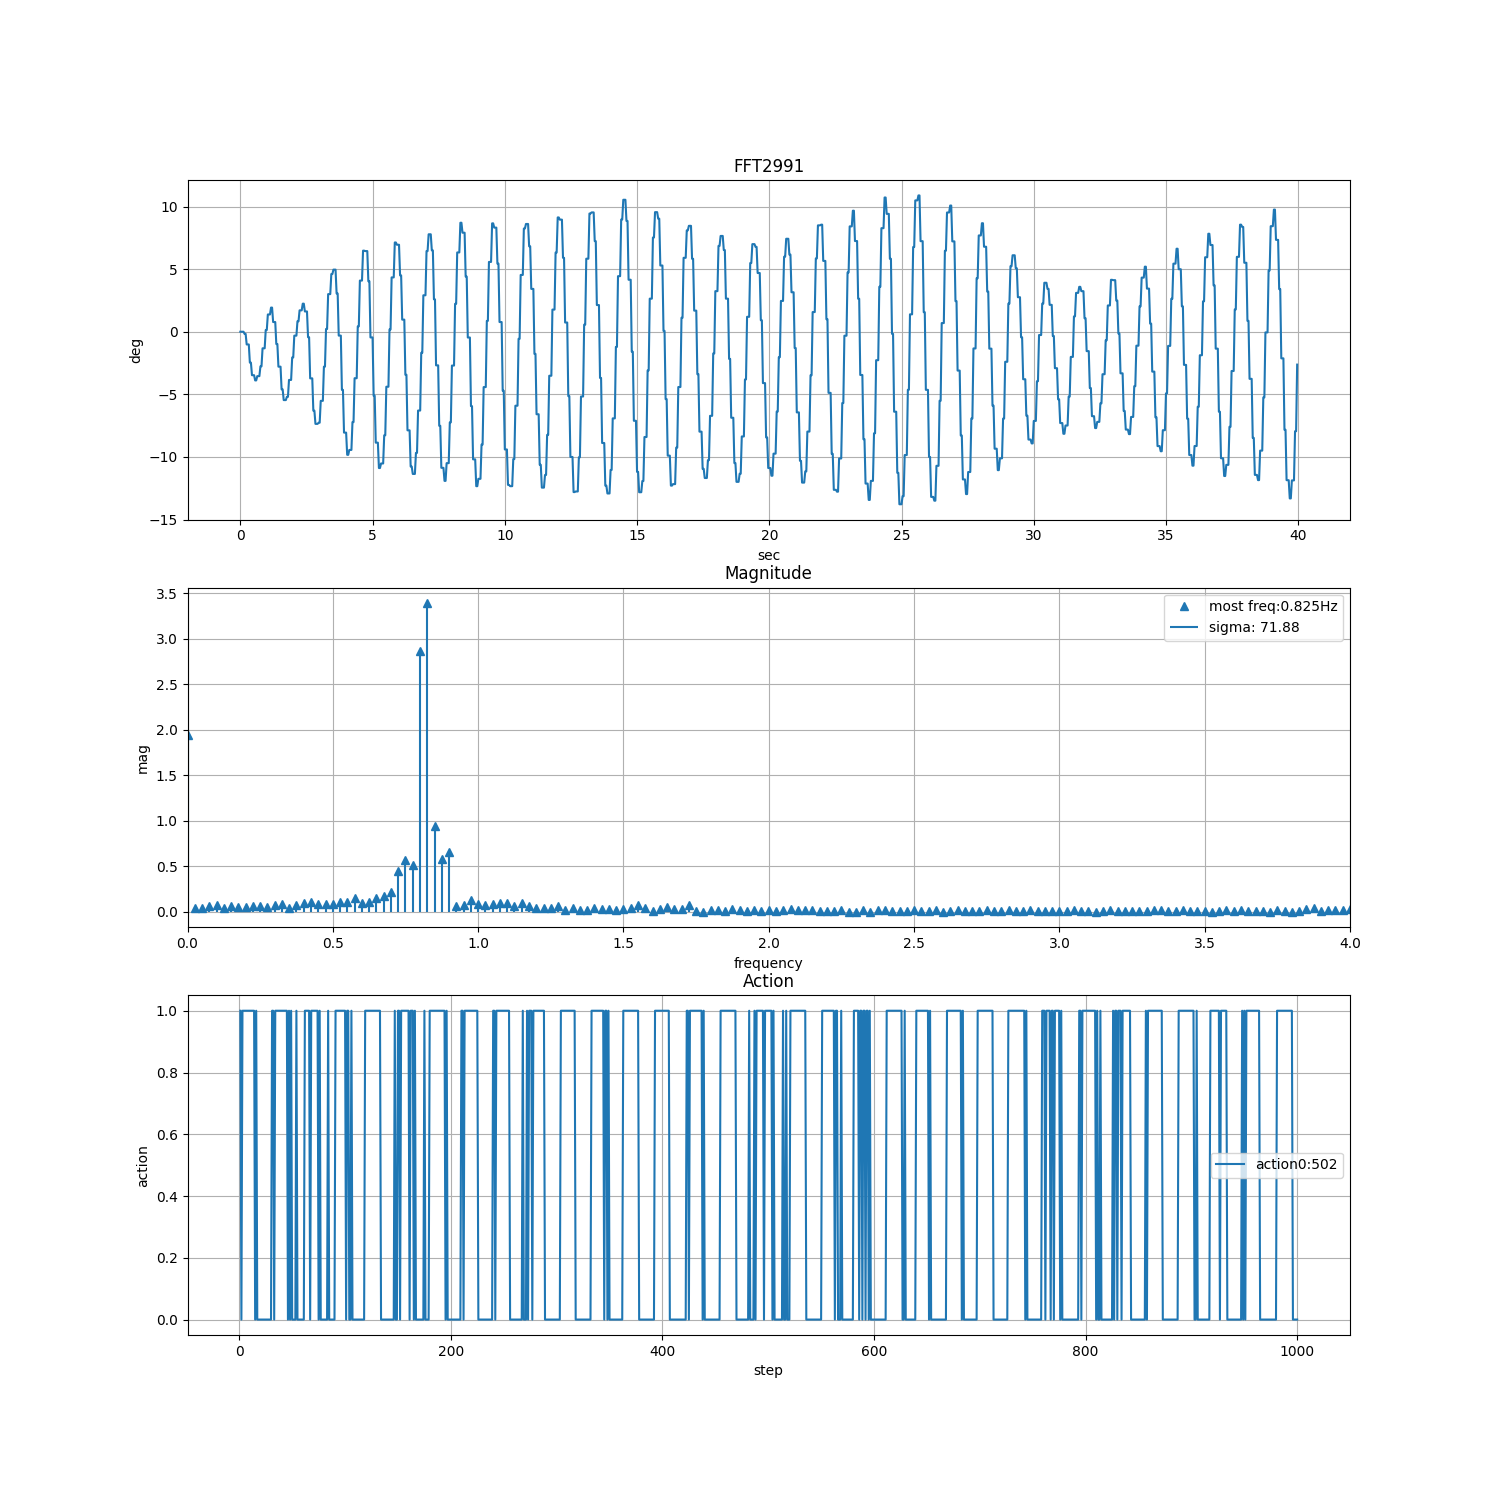 FFT2991
10
5
0
−5
−10
−15
deg
0 5 10 15 20 25 30 35 40
sec
Magnitude
3.5
3.0
2.5
2.0
1.5
1.0
0.5
0.0
mag
most freq:0.825Hz
sigma: 71.88
0.0 0.5 1.0 1.5 2.0 2.5 3.0 3.5 4.0
frequency
Action
1.0
0.8
0.6
0.4
0.2
0.0
action
action0:502
0 200 400 600 800 1000
step